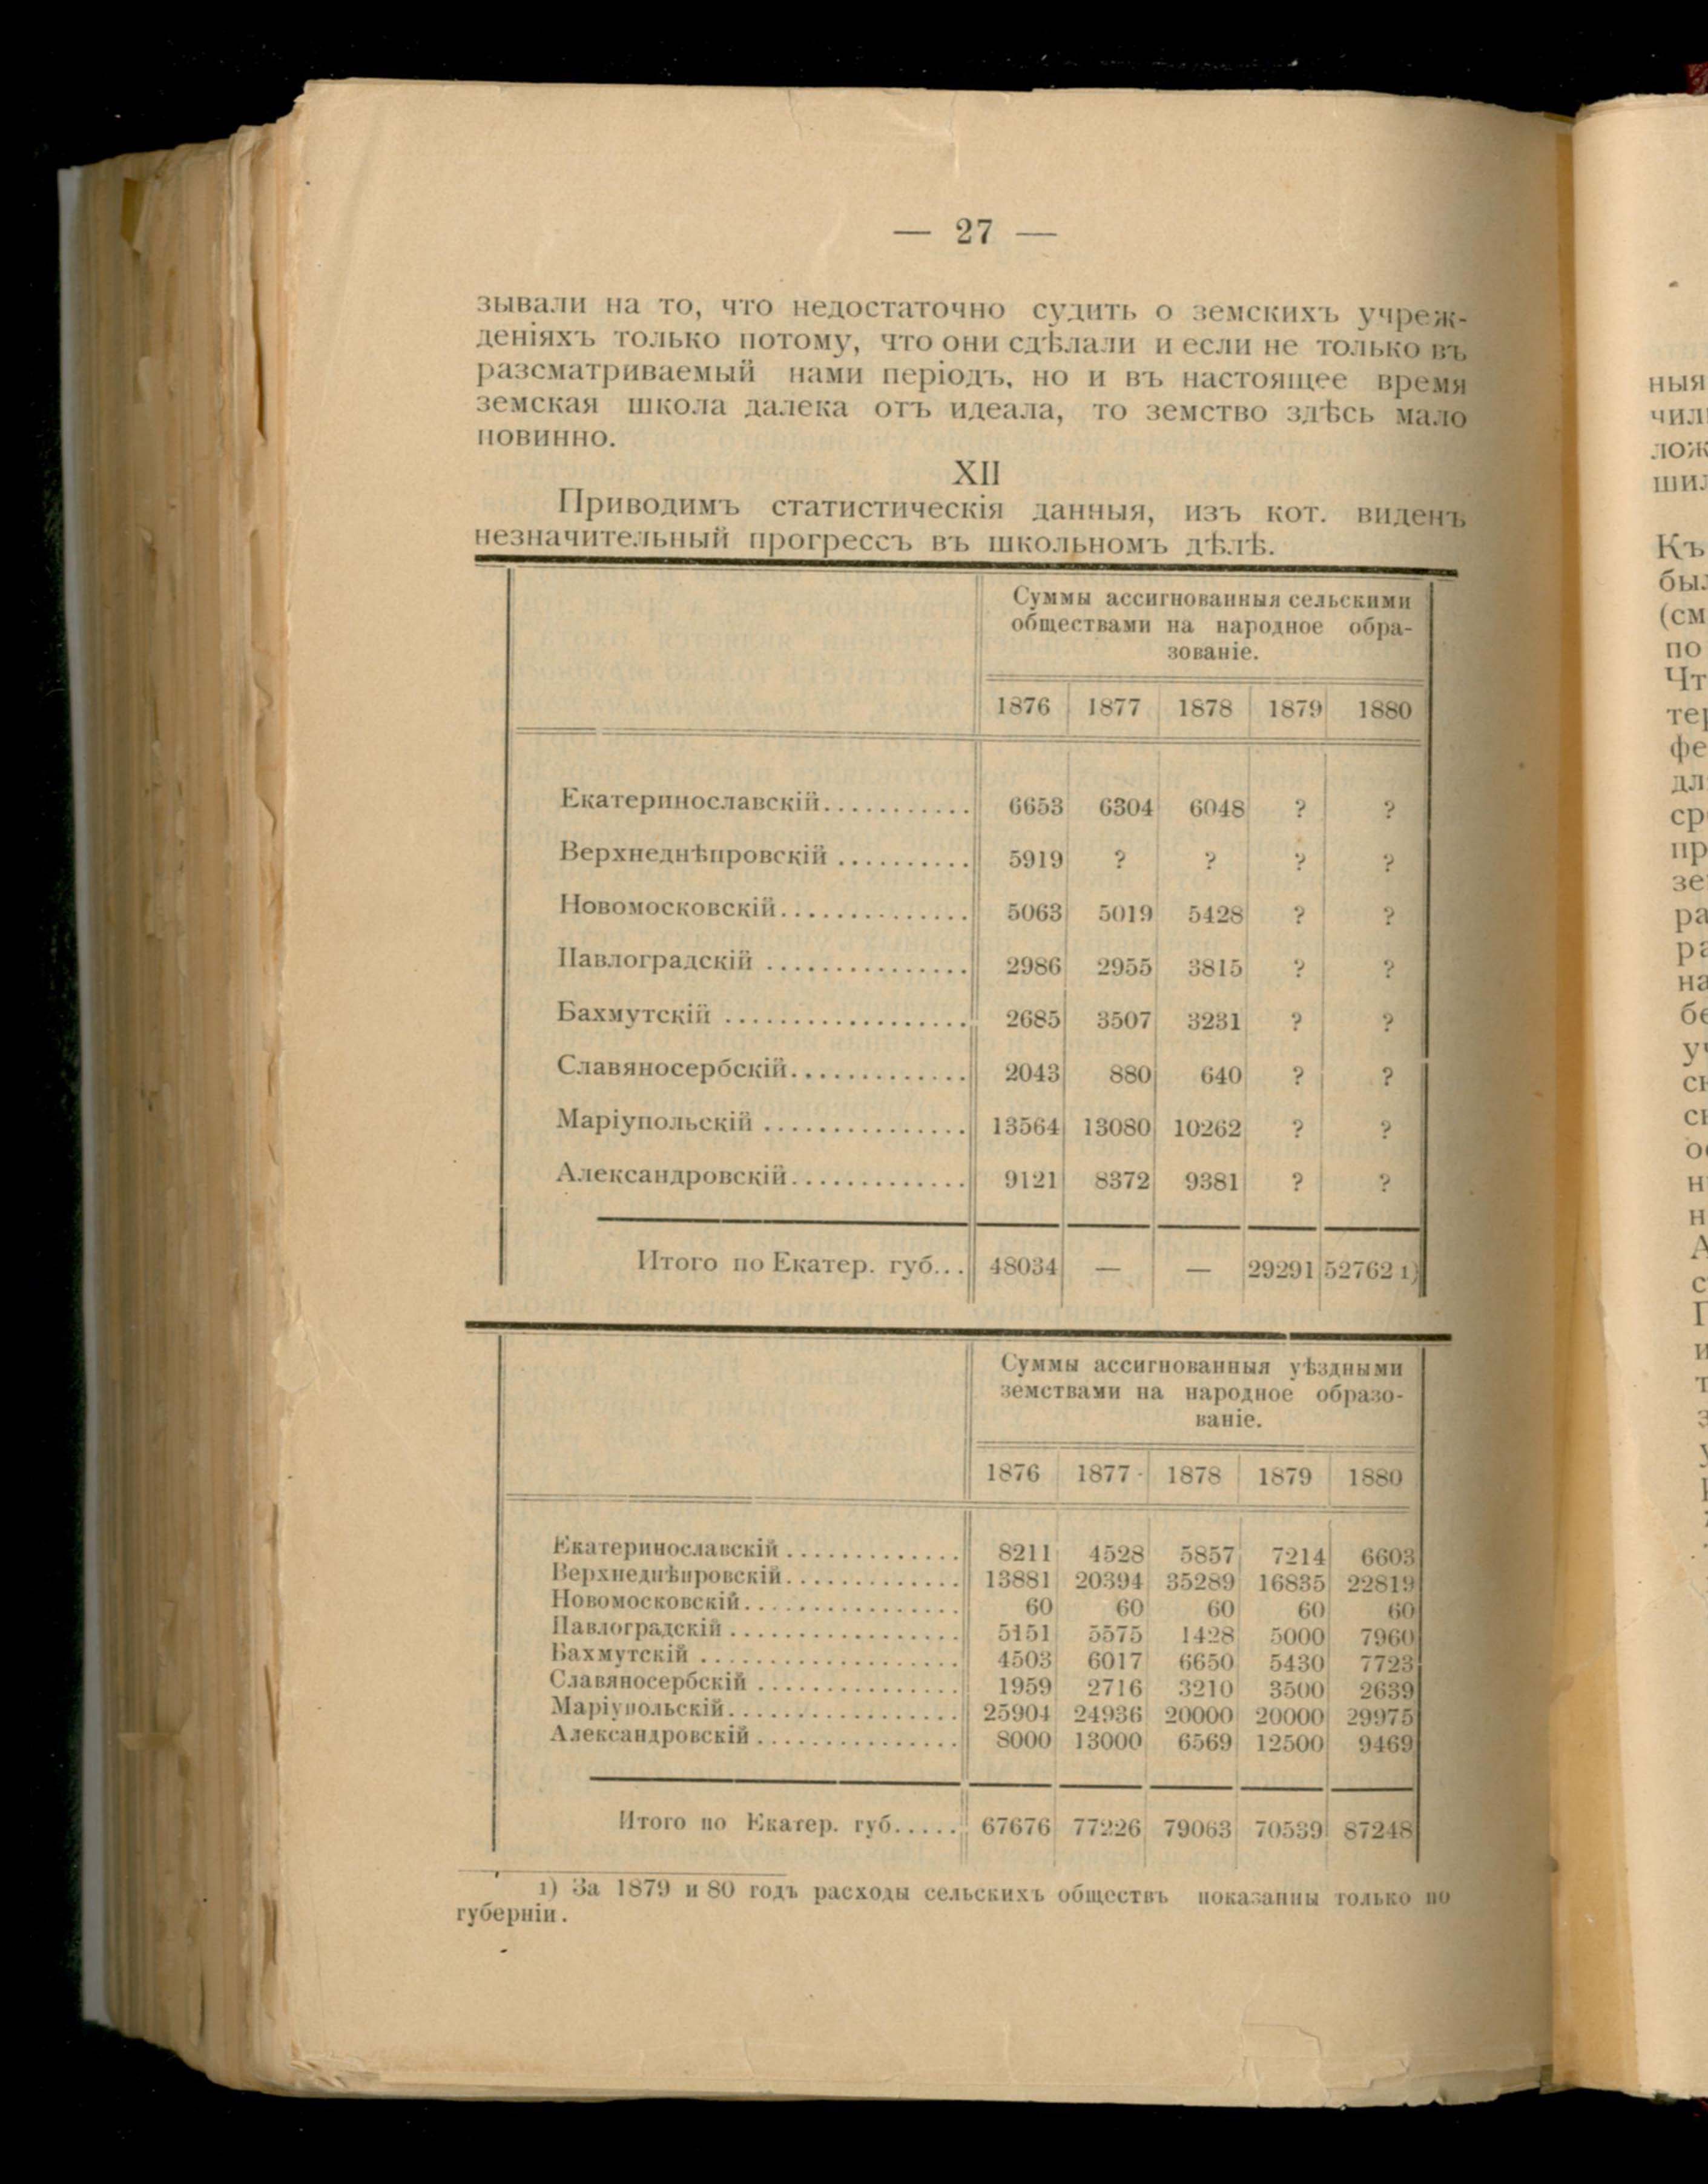 — 27 —
зывали на то, что недостаточно судить о земскихъ учреж-
деніяхъ только потому, что они сдѣлали и если не только въ
разсматриваемый нами періодъ, но и въ настоящее время
земская школа далека отъ идеала, то земство здѣсь мало
повинно.
XII
Приводимъ статистическія данныя, изъ кот. виденъ
незначительный прогрессъ въ школьномъ дѣлѣ.
Суммы ассигнованныя сельскими
обществами на народное обра-
зованіе.
1876 1877 1878 1879 1880
Екатеринославскій........... 6653 6304 6048 ? ?
Верхнеднѣпровскій .......... 5919 ? ? ? ?
Новомосковскій.............. 5063 5019 5428 ? ?
Павлоградскій ............... 2986 2955 3815 ? ?
Бахмутскій .................. 2685 3507 3231 ? ?
Славяносербскій............. 2043 880 640 ? ?
Маріупольскій ............... 13564 13080 10262 ? ?
Александровскій............. 9121 8372 9381 ? ?
Итого по Екатер. губ... 48034 — — 29291 52762 1)
Суммы ассигнованныя уѣздными
земствами на народное образо-
ваніе.
1876 1877 1878 1879 1880
Екатеринославскій ............. 8211 4528 5857 7214 6603
Верхнеднѣпровскій............. 13881 20394 35289 16835 22819
Новомосковскій................ 60 60 60 60 60
Павлоградскій ................. 5151 5575 1428 5000 7960
Бахмутскій ................... 4503 6017 6650 5430 7723
Славяносербскій ............... 1959 2716 3210 3500 2639
Маріупольскій................. 25904 24936 20000 20000 29975
Александровскій ............... 8000 13000 6569 12500 9469
Итого по Екатер. губ..... 67676 77226 79063 70539 87248
1) За 1879 и 80 годъ расходы сельскихъ обществъ показанны только по
губерніи.
ныя
лож
Къ
(см
по